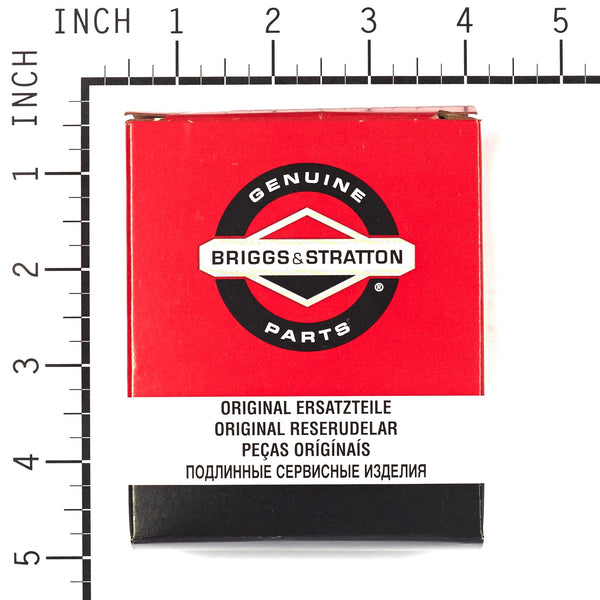 INCH 1 2 3 4 5
INCH
1
2
3
4
5
GENUINE
BRIGGS & STRATTON
®
PARTS
ORIGINAL ERSATZTEILE
ORIGINAL RESERUDELAR
PEÇAS ORÍGÍNAÍS
ПОДЛИННЫЕ СЕРВИСНЫЕ ИЗДЕЛИЯ